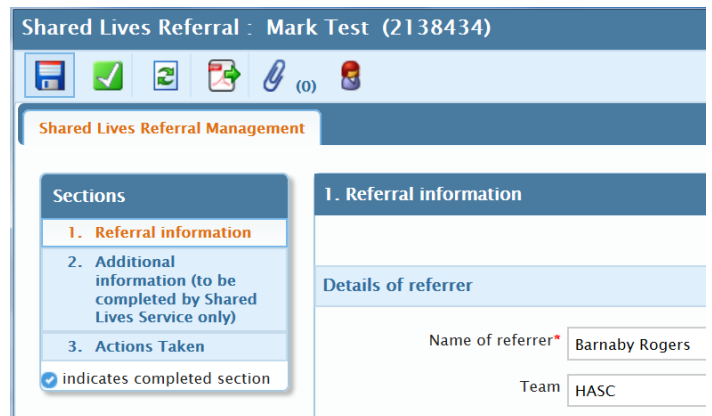 Shared Lives Referral : Mark Test (2138434)
(0)
Shared Lives Referral Management
Sections
1. Referral information
2. Additional
information (to be
completed by Shared
Lives Service only)
3. Actions Taken
indicates completed section
1. Referral information
Details of referrer
Name of referrer* Barnaby Rogers
Team HASC